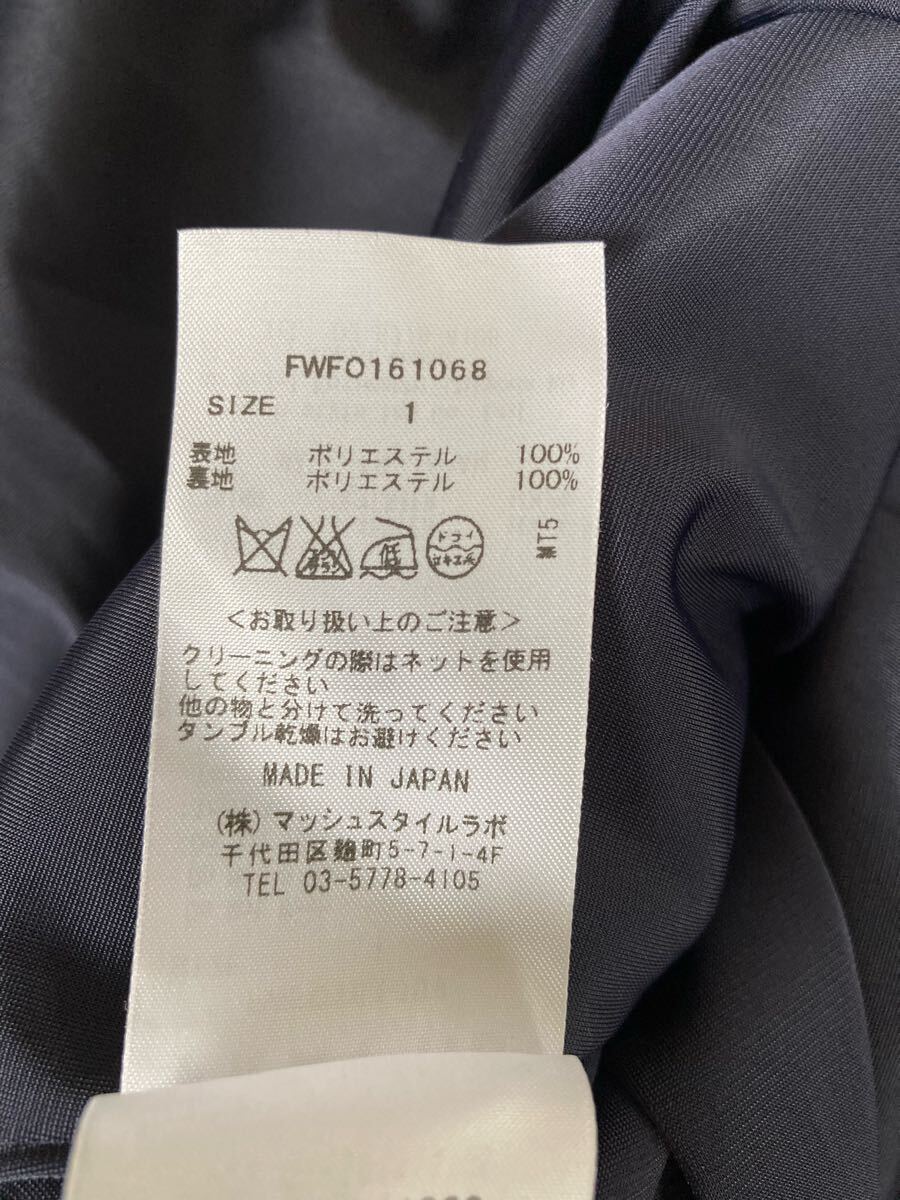 FWFO161068
SIZE 1
表地 ポリエステル 100%
裏地 ポリエステル 100%
低
MT5
<お取り扱い上のご注意>
クリーニングの際はネットを使用
してください
他の物と分けて洗ってください
タンブル乾燥はお避けください
MADE IN JAPAN
(株)マッシュスタイルラボ
千代田区麹町5-7-1-4F
TEL 03-5778-4105